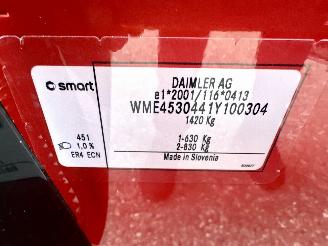 smart
DAIMLER AG
e1*2001/116*0413
WME4530441Y100304
1420 Kg
1-630 Kg
2-830 Kg
Made in Slovenia
451
1,0 %
ER4 ECN